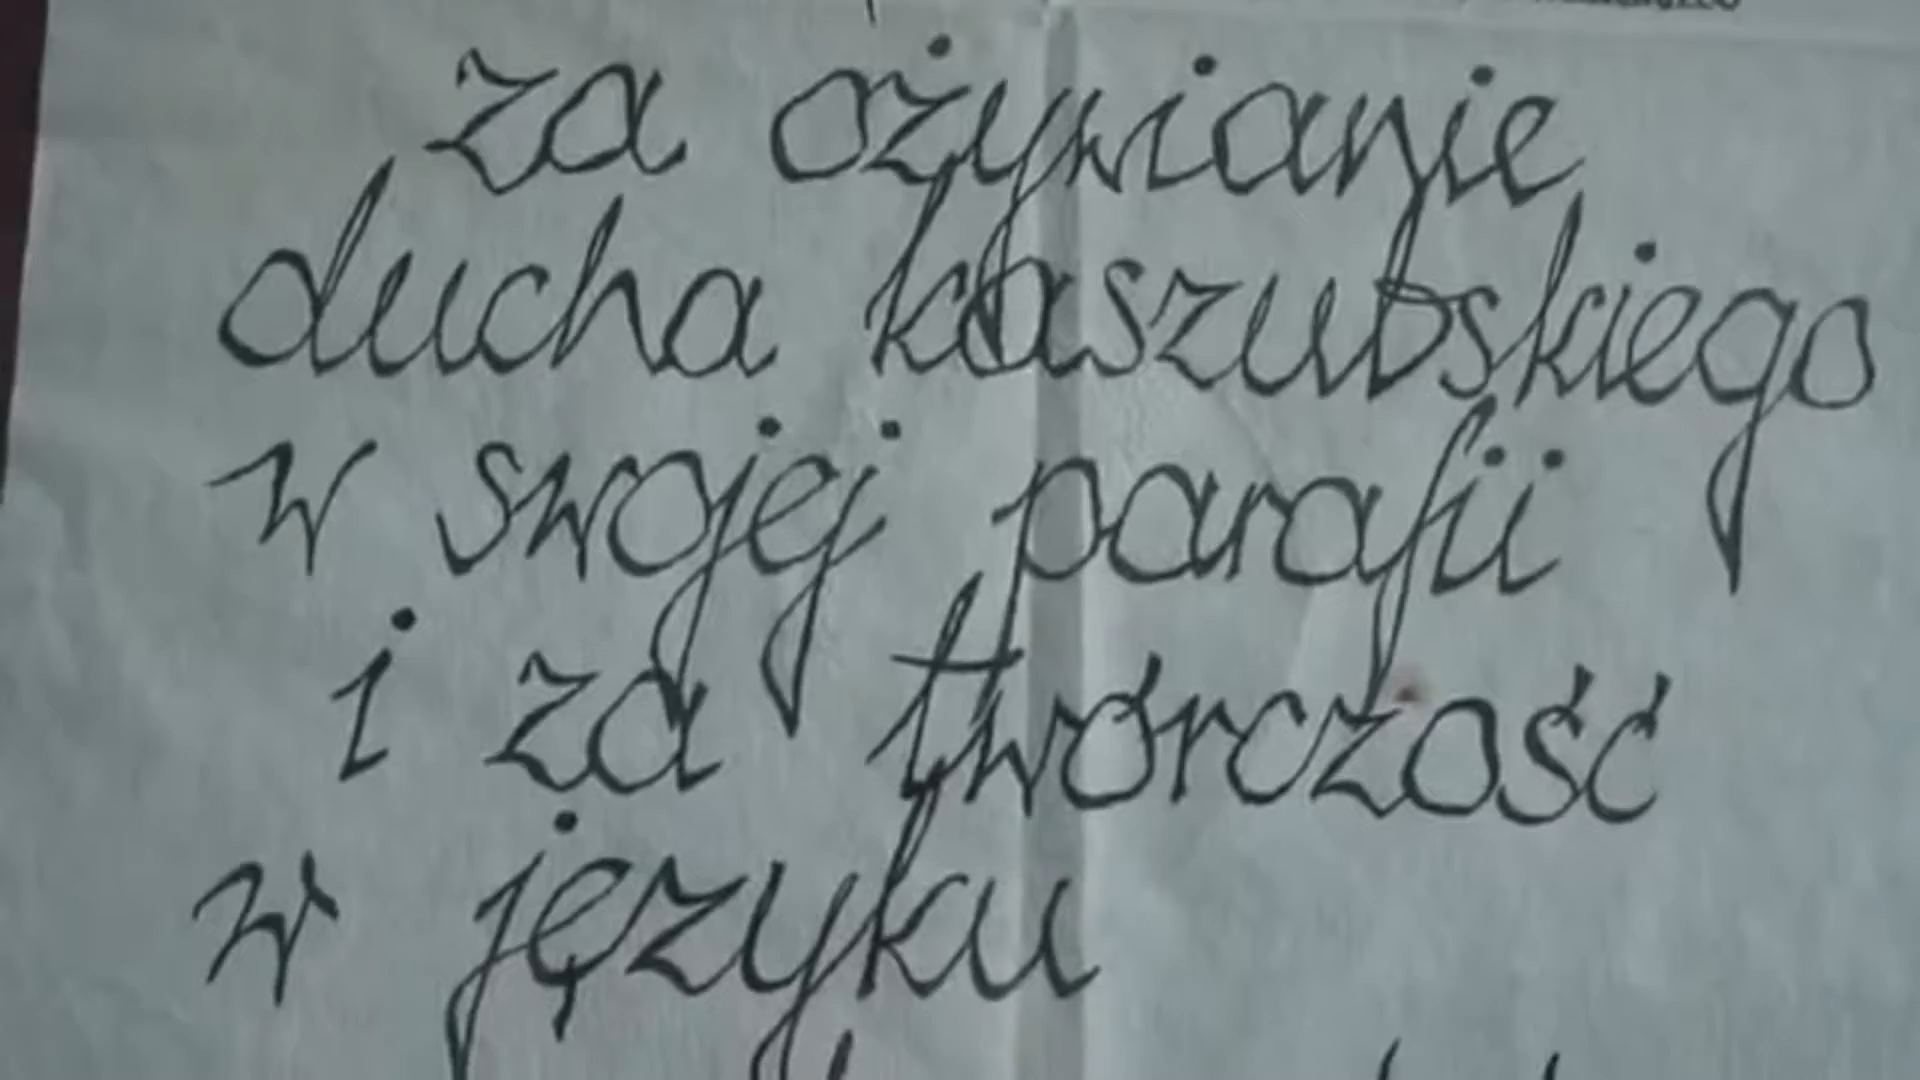 za ożywianie
ducha kaszubskiego
w swojej parafii
i za twórczość
w języku